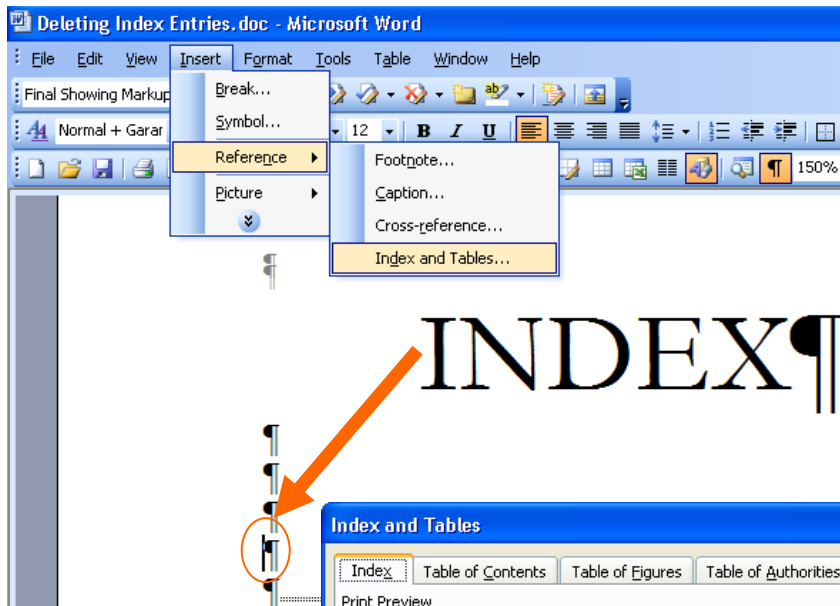 Deleting Index Entries.doc - Microsoft Word
File Edit View Insert Format Tools Table Window Help
Final Showing Markup
Break...
Symbol...
Normal + Garar 12 B I U
Reference Footnote...
¶ 150%
Picture Caption...
Cross-reference...
Index and Tables...
¶
INDEX¶
¶
¶
¶
Index and Tables
¶
Index Table of Contents Table of Figures Table of Authorities
¶
Print Preview